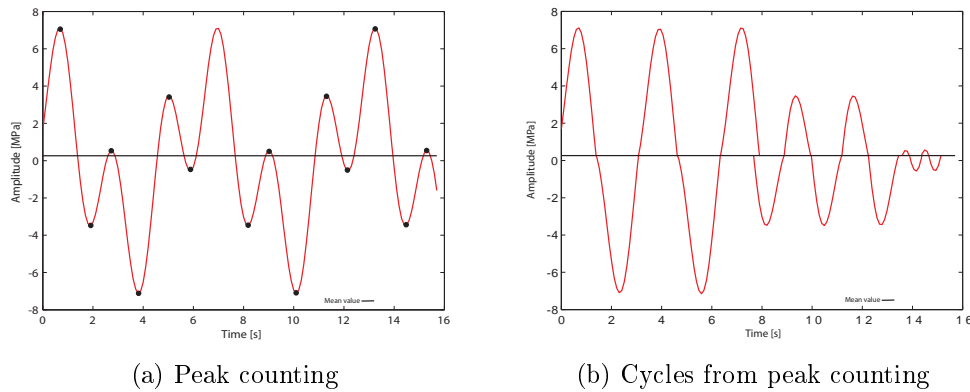 8
6
4
2
0
-2
-4
-6
-8
Amplitude [MPa]
0 2 4 6 8 10 12 14 16
Time [s]
Mean value
(a) Peak counting
8
6
4
2
0
-2
-4
-6
-8
Amplitude [MPa]
0 2 4 6 8 10 12 14 16
Time [s]
Mean value
(b) Cycles from peak counting